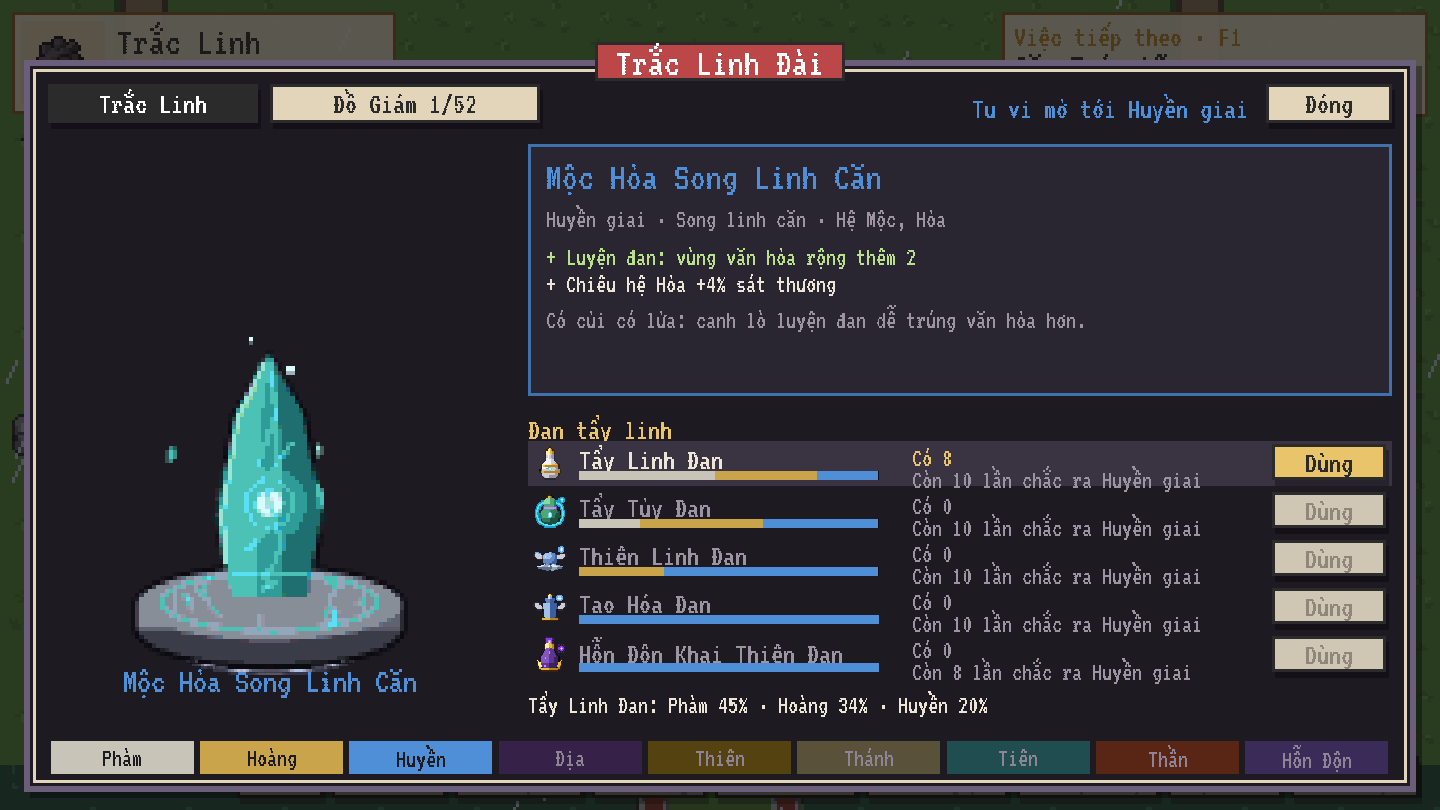 Trắc Linh
Việc tiếp theo · F1
Trắc Linh Đài
Trắc Linh
Đồ Giám 1/52
Tu vi mở tới Huyền giai
Đóng
Mộc Hỏa Song Linh Căn
Huyền giai · Song linh căn · Hệ Mộc, Hỏa
+ Luyện đan: vùng văn hỏa rộng thêm 2
+ Chiêu hệ Hỏa +4% sát thương
Có củi có lửa: canh lò luyện đan dễ trúng văn hỏa hơn.
Đan tẩy linh
Tẩy Linh Đan
Có 8
Còn 10 lần chắc ra Huyền giai
Dùng
Tẩy Tủy Đan
Có 0
Còn 10 lần chắc ra Huyền giai
Dùng
Thiên Linh Đan
Có 0
Còn 10 lần chắc ra Huyền giai
Dùng
Tạo Hóa Đan
Có 0
Còn 10 lần chắc ra Huyền giai
Dùng
Hỗn Độn Khai Thiên Đan
Có 0
Còn 8 lần chắc ra Huyền giai
Dùng
Mộc Hỏa Song Linh Căn
Tẩy Linh Đan: Phàm 45% · Hoàng 34% · Huyền 20%
Phàm
Hoàng
Huyền
Địa
Thiên
Thánh
Tiên
Thần
Hỗn Độn